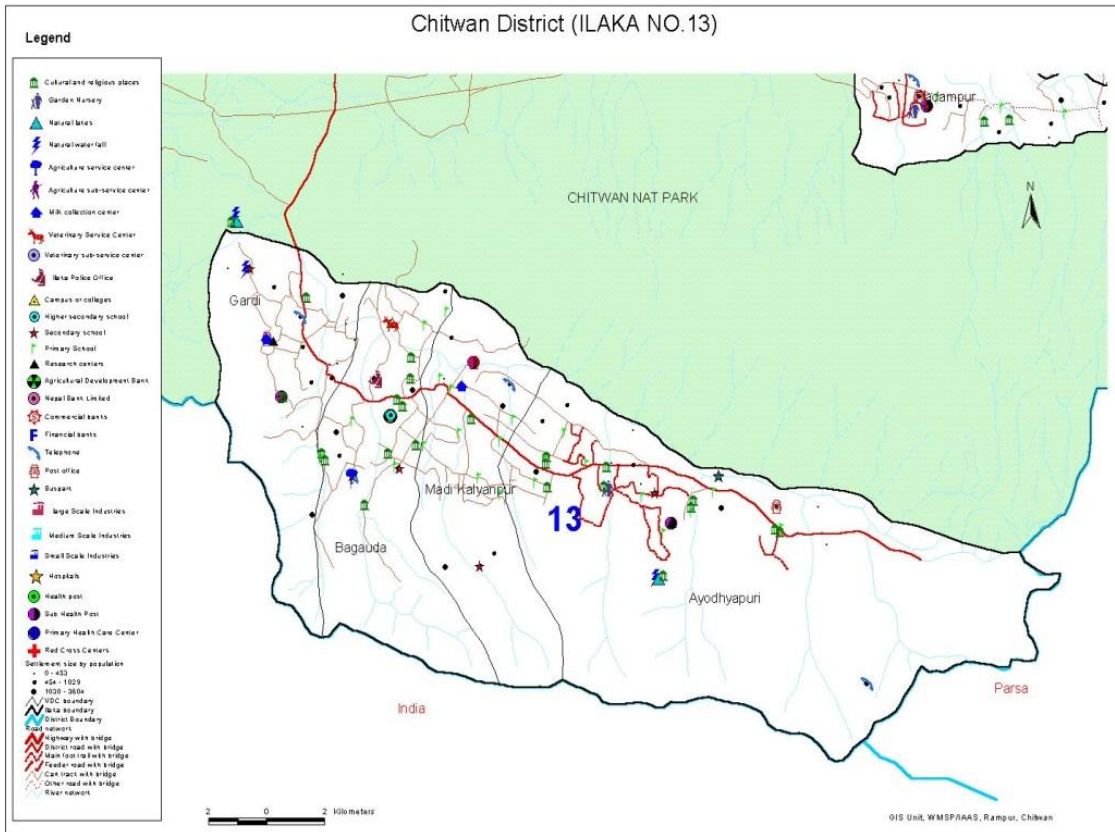 Chitwan District (ILAKA NO.13)
Legend
Cultural and religious places
Garden Nursery
Natural lakes
Natural water fall
Agriculture service center
Agriculture sub-service center
Milk collection center
Veterinary Service Center
Veterinary sub-service center
Ilaka Police Office
Campus or colleges
Higher secondary school
Secondary school
Primary School
Research centers
Agricultural Development Bank
Nepal Bank Limited
Commercial banks
F Financial banks
Telephone
Post office
Buspark
large Scale Industries
Medium Scale Industries
Small Scale Industries
Hospitals
Health post
Sub Health Post
Primary Health Care Center
Red Cross Centers
Settlement size by population
0 - 453
454 - 1029
1030 - 3604
VDC boundary
Ilaka boundary
District Boundary
Road network
Highway with bridge
District road with bridge
Main foot trail with bridge
Feeder road with bridge
Cart tract with bridge
Other road with bridge
River network
CHITWAN NAT PARK
N
Gardi
Madi Kalyanpur
13
Bagauda
Ayodhyapuri
India
Parsa
2 0 2 Kilometers
GIS Unit, WMSP/IAAS, Rampur, Chitwan